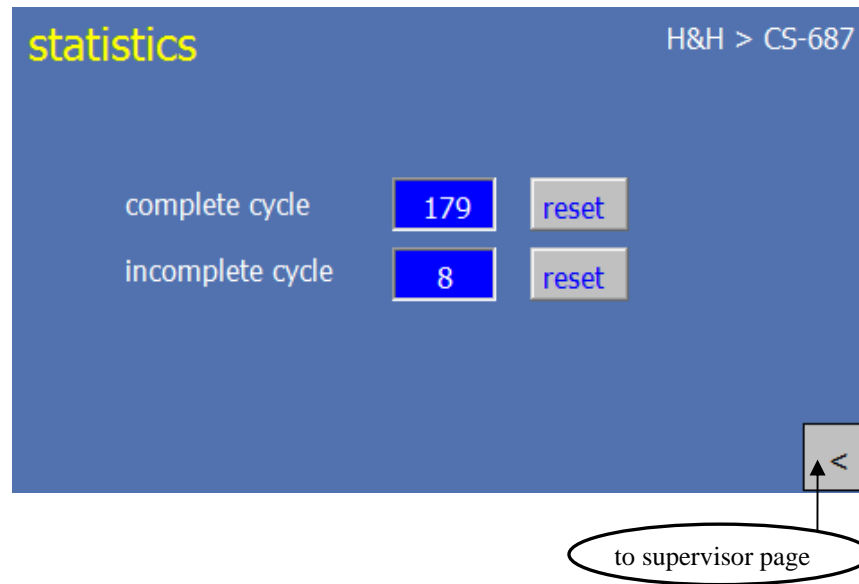 statistics
H&H > CS-687
complete cycle 179 reset
incomplete cycle 8 reset
<
to supervisor page